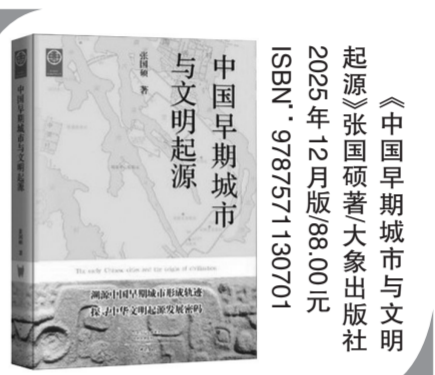 《中国早期城市与文明
起源》张国硕著/大象出版社
2025年12月版/88.00元
ISBN：9787571130701
中国早期城市
与文明起源
张国硕 著
The early Chinese cities and the origin of civilization
溯源中国早期城市形成轨迹
探寻中华文明起源发展密码
中国早期城市与文明起源
张国硕 著